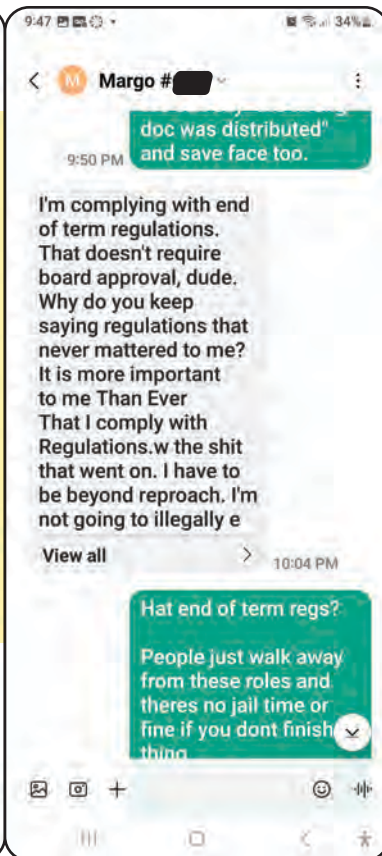 9:47
34%
M Margo #
doc was distributed"
and save face too.
9:50 PM
I'm complying with end
of term regulations.
That doesn't require
board approval, dude.
Why do you keep
saying regulations that
never mattered to me?
It is more important
to me Than Ever
That I comply with
Regulations.w the shit
that went on. I have to
be beyond reproach. I'm
not going to illegally e
View all
10:04 PM
Hat end of term regs?
People just walk away
from these roles and
theres no jail time or
fine if you dont finish
thing